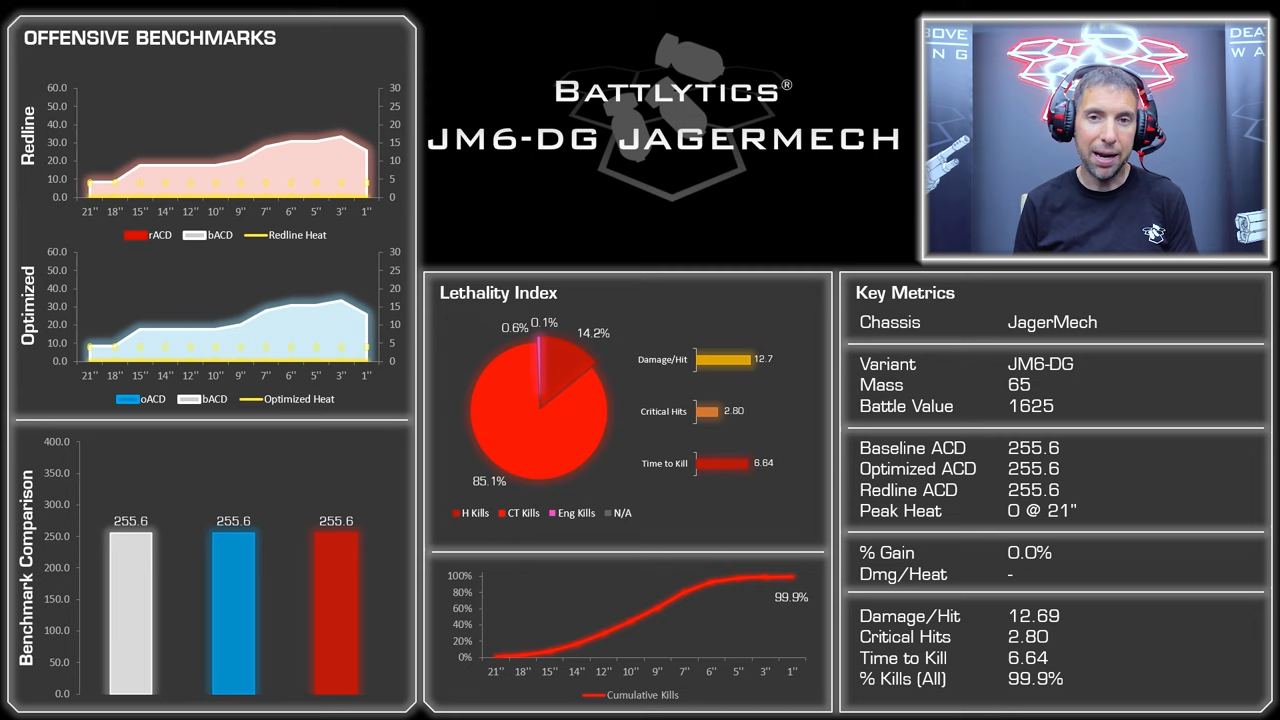 OFFENSIVE BENCHMARKS
Redline
60.0
50.0
40.0
30.0
20.0
10.0
0.0
30
25
20
15
10
5
0
21" 18" 15" 14" 12" 10" 9" 7" 6" 5" 3" 1"
rACD bACD Redline Heat
Optimized
60.0
50.0
40.0
30.0
20.0
10.0
0.0
30
25
20
15
10
5
0
21" 18" 15" 14" 12" 10" 9" 7" 6" 5" 3" 1"
oACD bACD Optimized Heat
Benchmark Comparison
400.0
350.0
300.0
250.0
200.0
150.0
100.0
50.0
0.0
255.6 255.6 255.6
BATTLYTICS®
JM6-DG JAGERMECH
BOVE
NG
DEA
WA
Lethality Index
0.6% 0.1%
14.2%
85.1%
H Kills CT Kills Eng Kills N/A
Damage/Hit 12.7
Critical Hits 2.80
Time to Kill 6.64
100%
80%
60%
40%
20%
0%
99.9%
21" 18" 15" 14" 12" 10" 9" 7" 6" 5" 3" 1"
Cumulative Kills
Key Metrics
Chassis JagerMech
Variant JM6-DG
Mass 65
Battle Value 1625
Baseline ACD 255.6
Optimized ACD 255.6
Redline ACD 255.6
Peak Heat 0 @ 21"
% Gain 0.0%
Dmg/Heat -
Damage/Hit 12.69
Critical Hits 2.80
Time to Kill 6.64
% Kills (All) 99.9%